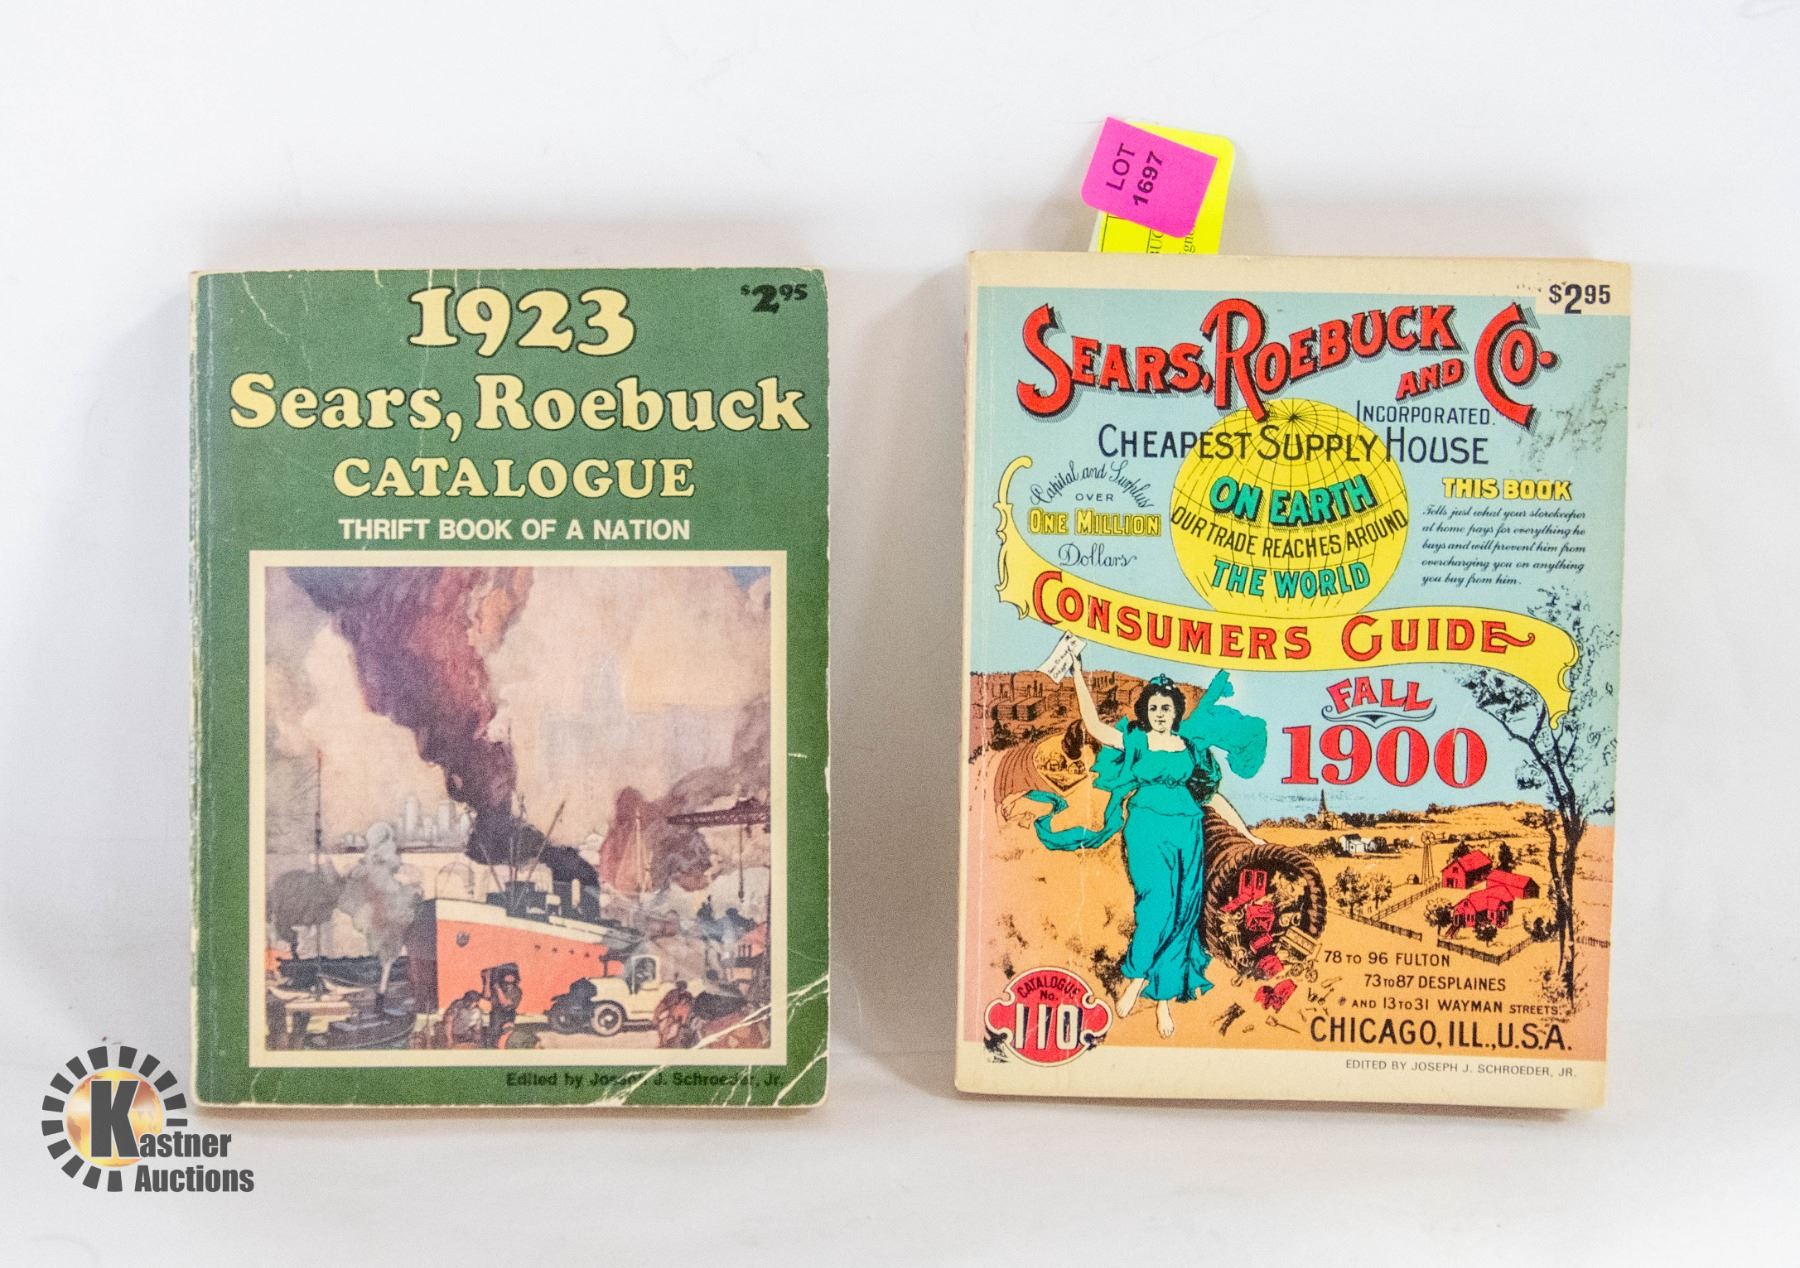 1923
$2.95
Sears, Roebuck
CATALOGUE
THRIFT BOOK OF A NATION
Edited by Joseph J. Schroeder, Jr.
LOT
1697
$2.95
SEARS, ROEBUCK AND CO.
INCORPORATED.
CHEAPEST SUPPLY HOUSE
ON EARTH
OUR TRADE REACHES AROUND
THE WORLD
Capital and Surplus
OVER
ONE MILLION
Dollars
THIS BOOK
Tells just what your storekeeper
at home pays for everything he
buys and will prevent him from
overcharging you on anything
you buy from him.
CONSUMERS GUIDE
FALL
1900
CATALOGUE
No.
110
78 TO 96 FULTON
73 TO 87 DESPLAINES
AND 13 TO 31 WAYMAN STREETS.
CHICAGO, ILL., U.S.A.
EDITED BY JOSEPH J. SCHROEDER, JR.
Kastner
Auctions